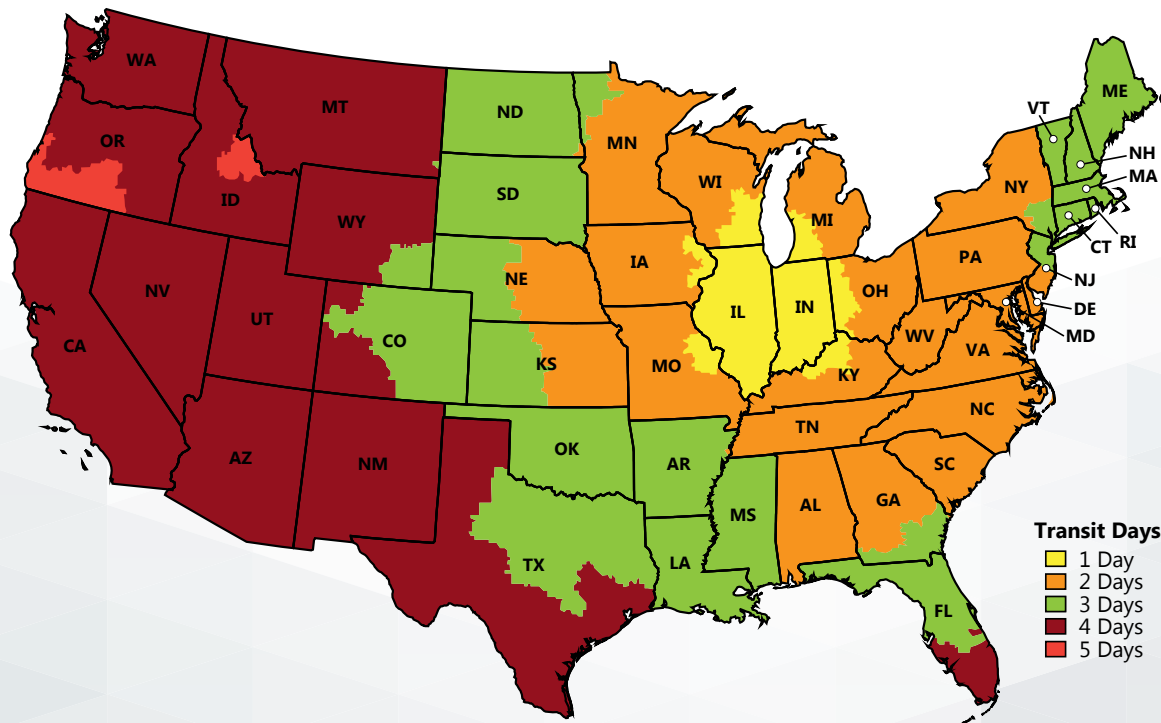 WA
MT
ND
MN
ME
VT
OR
NH
MA
ID
WY
SD
WI
MI
NY
CT
RI
NV
UT
CO
NE
IA
IL
IN
OH
PA
NJ
DE
MD
CA
KS
MO
WV
VA
KY
AZ
NM
OK
AR
TN
NC
SC
TX
LA
MS
AL
GA
FL
Transit Days
1 Day
2 Days
3 Days
4 Days
5 Days